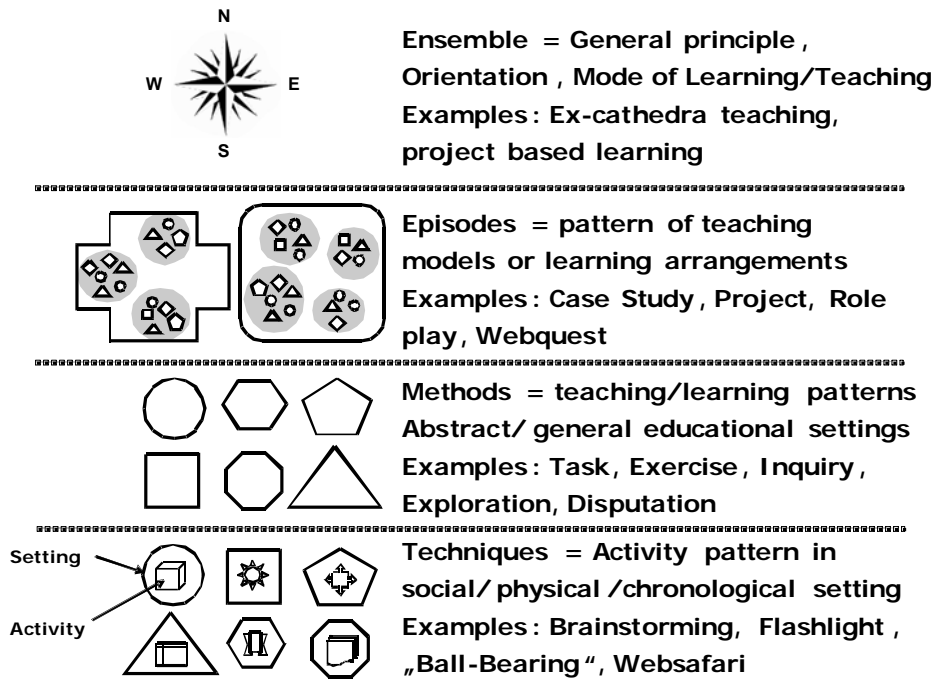 N
W E
S
Ensemble = General principle,
Orientation, Mode of Learning/Teaching
Examples: Ex-cathedra teaching,
project based learning
Episodes = pattern of teaching
models or learning arrangements
Examples: Case Study, Project, Role
play, Webquest
Methods = teaching/learning patterns
Abstract/general educational settings
Examples: Task, Exercise, Inquiry,
Exploration, Disputation
Setting
Activity
Techniques = Activity pattern in
social/physical/chronological setting
Examples: Brainstorming, Flashlight,
„Ball-Bearing“, Websafari